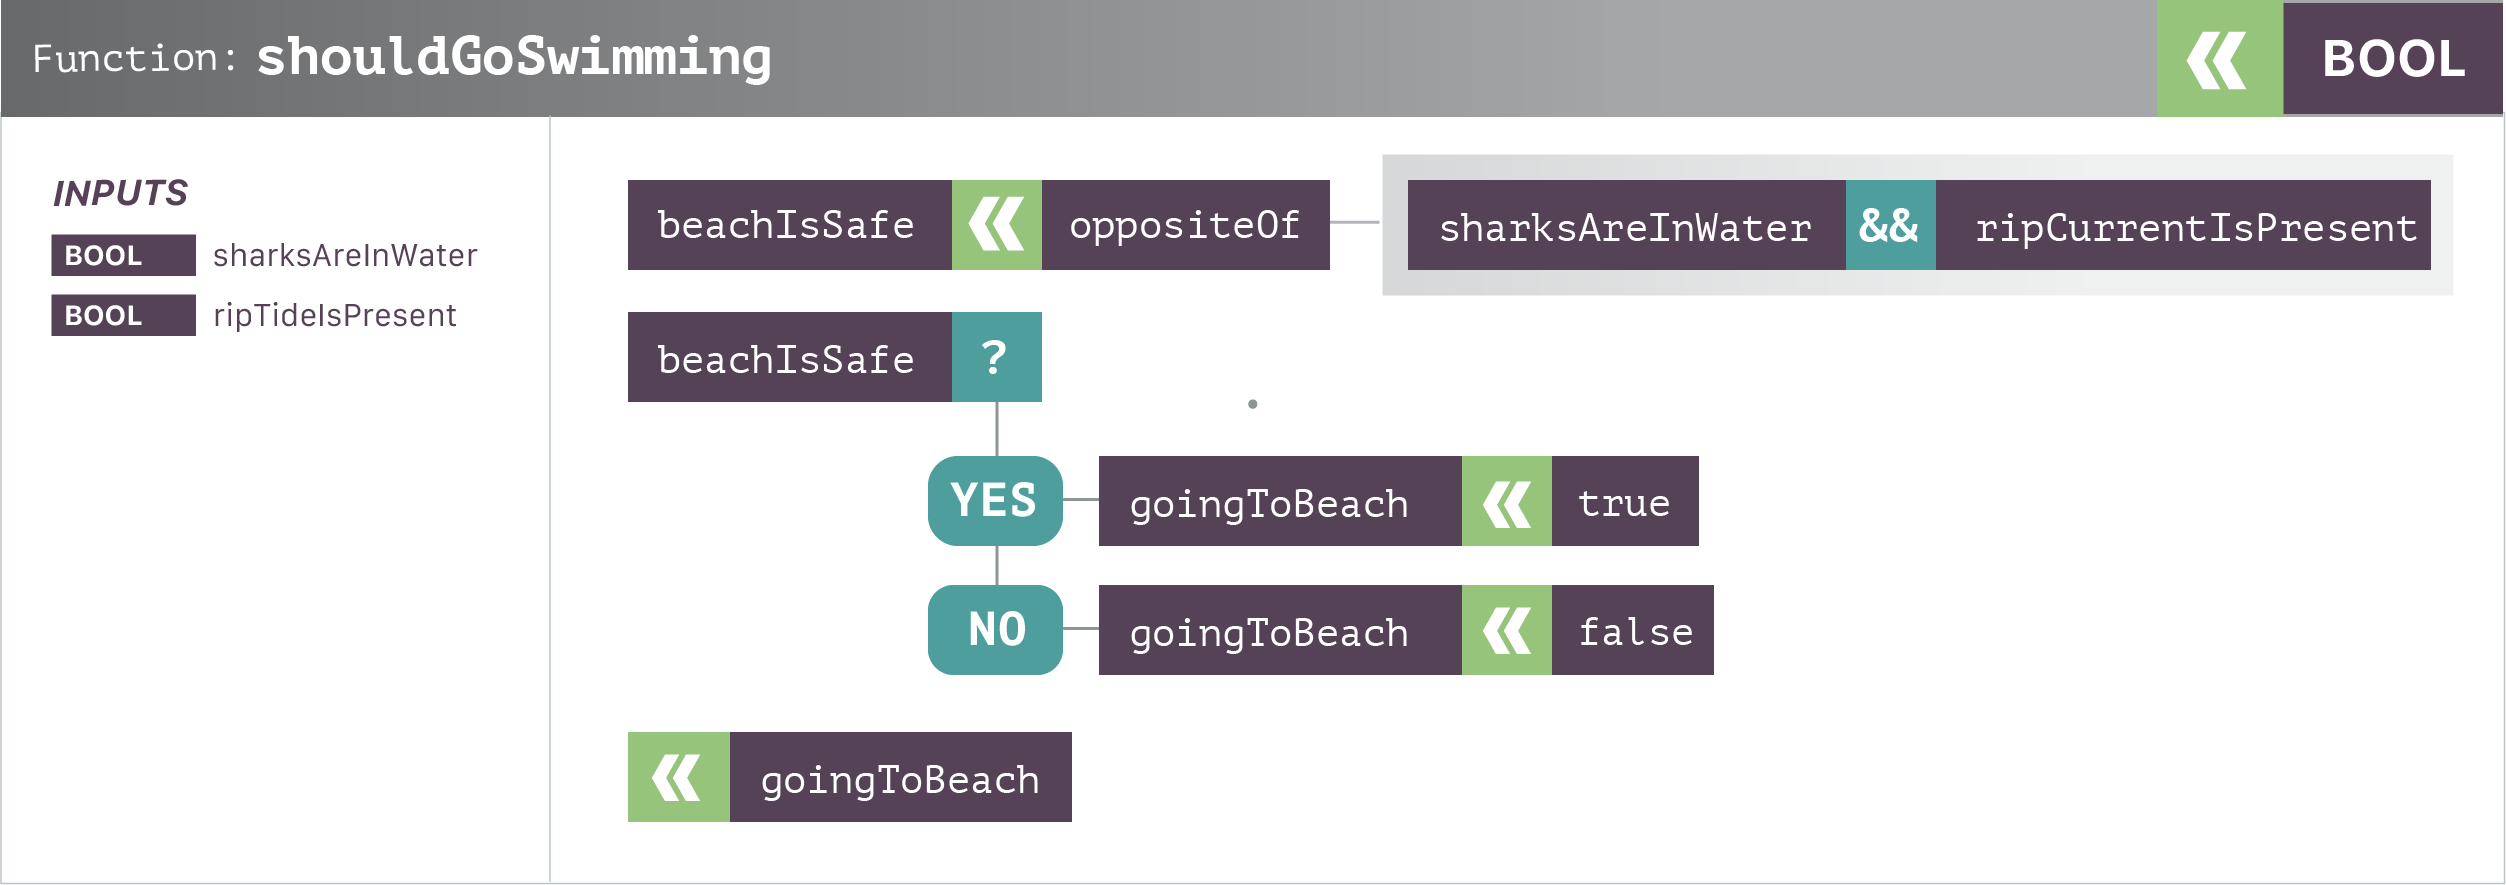 Function: shouldGoSwimming
« BOOL
INPUTS
BOOL sharksAreInWater
BOOL ripTideIsPresent
beachIsSafe « oppositeOf sharksAreInWater && ripCurrentIsPresent
beachIsSafe ?
YES goingToBeach « true
NO goingToBeach « false
« goingToBeach